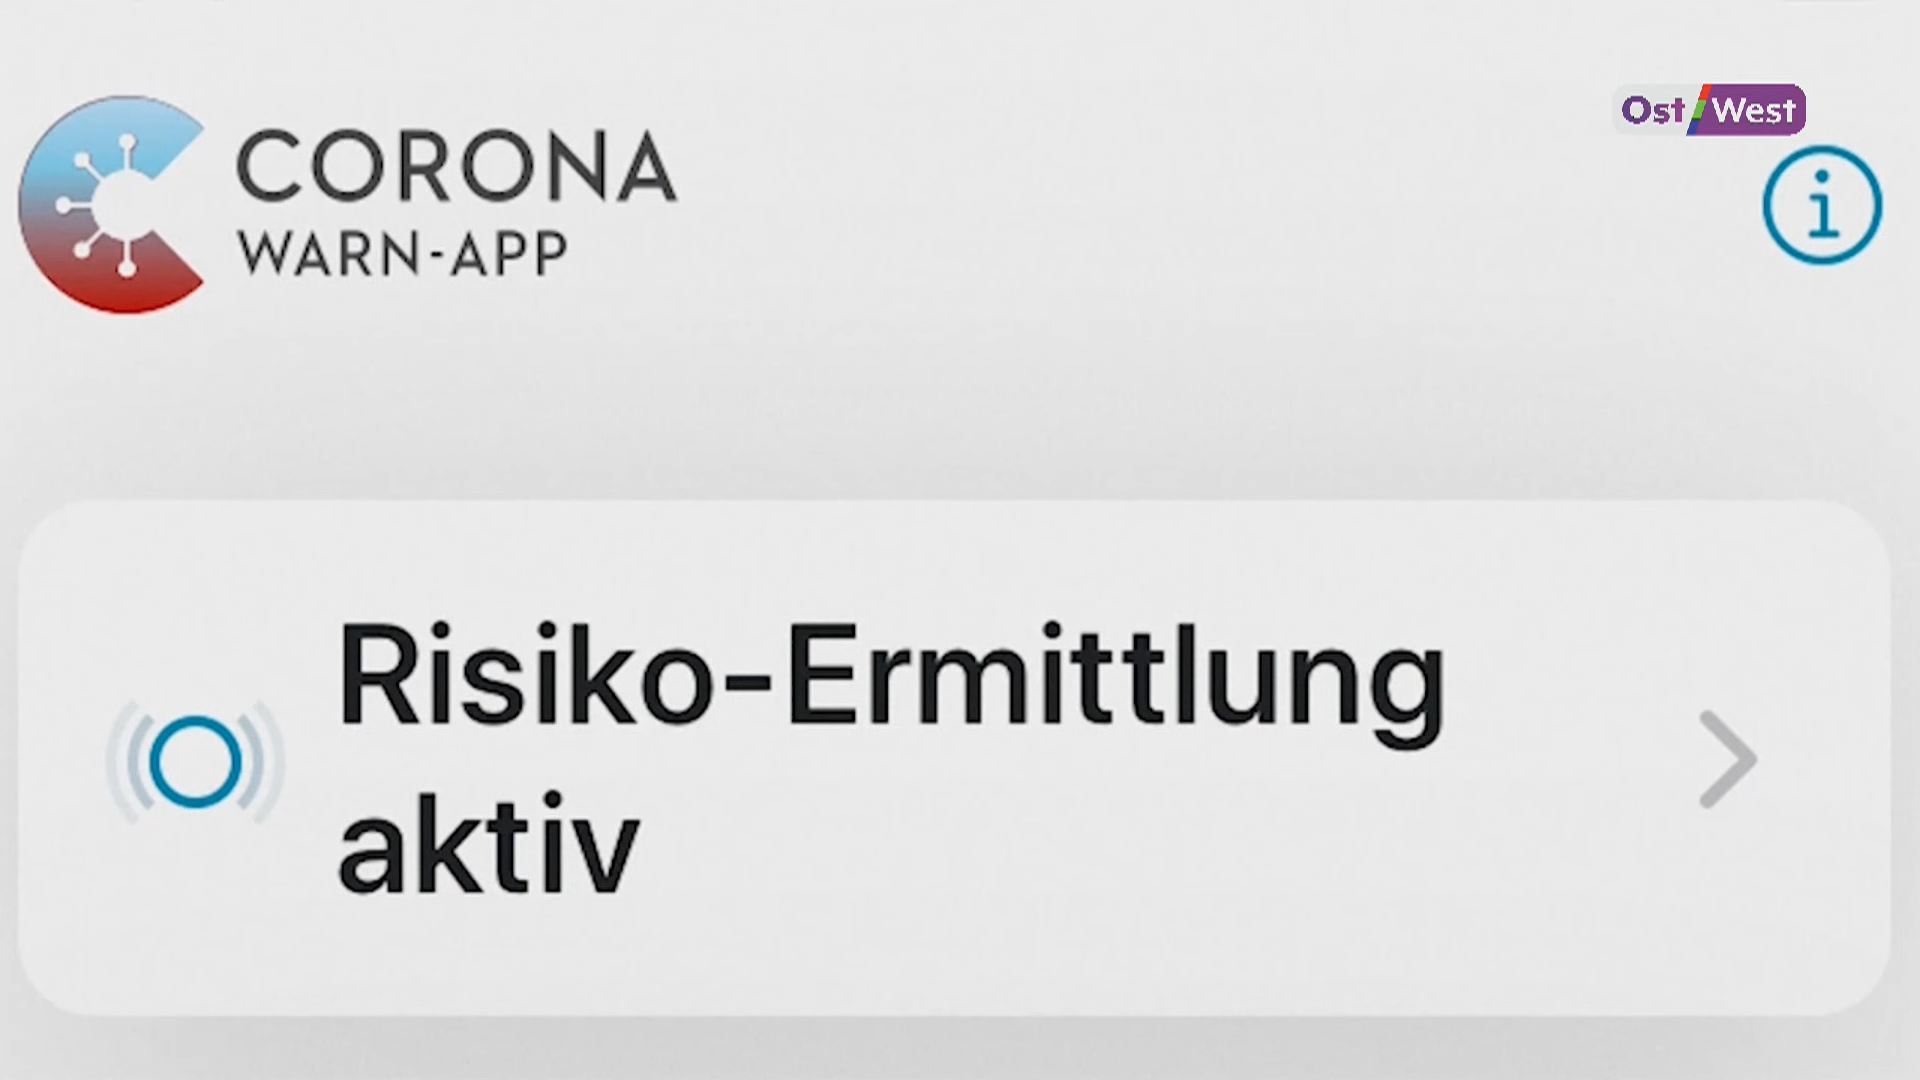 CORONA
WARN-APP
Ost/West
Risiko-Ermittlung
aktiv